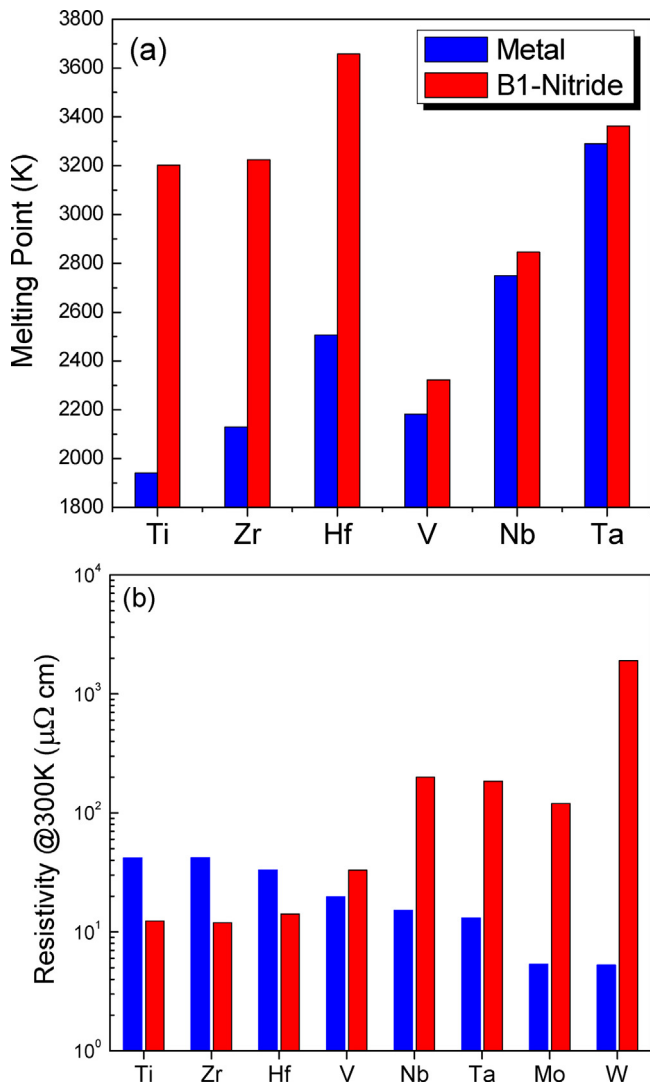 (a)
Metal
B1-Nitride
Melting Point (K)
3800
3600
3400
3200
3000
2800
2600
2400
2200
2000
1800
Ti Zr Hf V Nb Ta
(b)
Resistivity @300K (μΩ cm)
10⁴
10³
10²
10¹
10⁰
Ti Zr Hf V Nb Ta Mo W